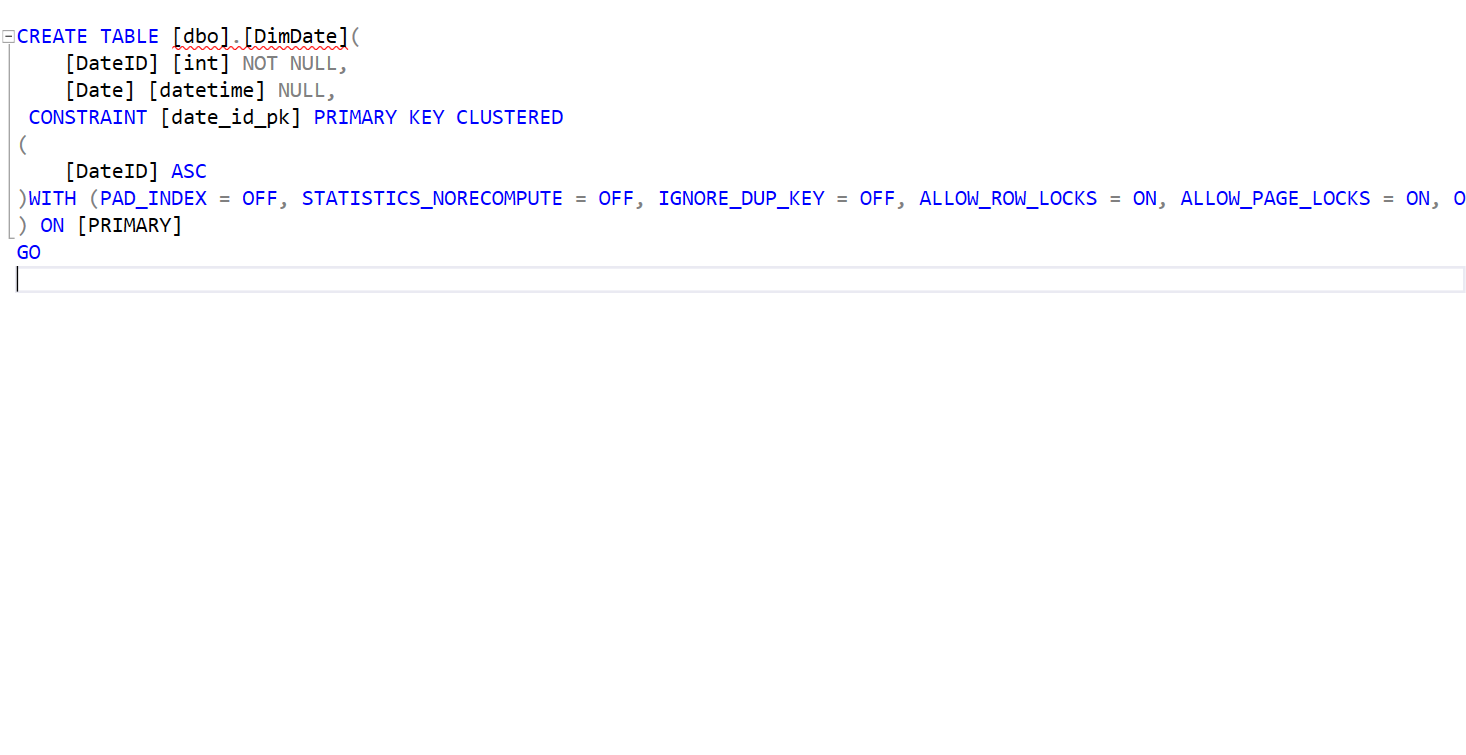 CREATE TABLE [dbo].[DimDate](
    [DateID] [int] NOT NULL,
    [Date] [datetime] NULL,
 CONSTRAINT [date_id_pk] PRIMARY KEY CLUSTERED
(
    [DateID] ASC
)WITH (PAD_INDEX = OFF, STATISTICS_NORECOMPUTE = OFF, IGNORE_DUP_KEY = OFF, ALLOW_ROW_LOCKS = ON, ALLOW_PAGE_LOCKS = ON, O
) ON [PRIMARY]
GO